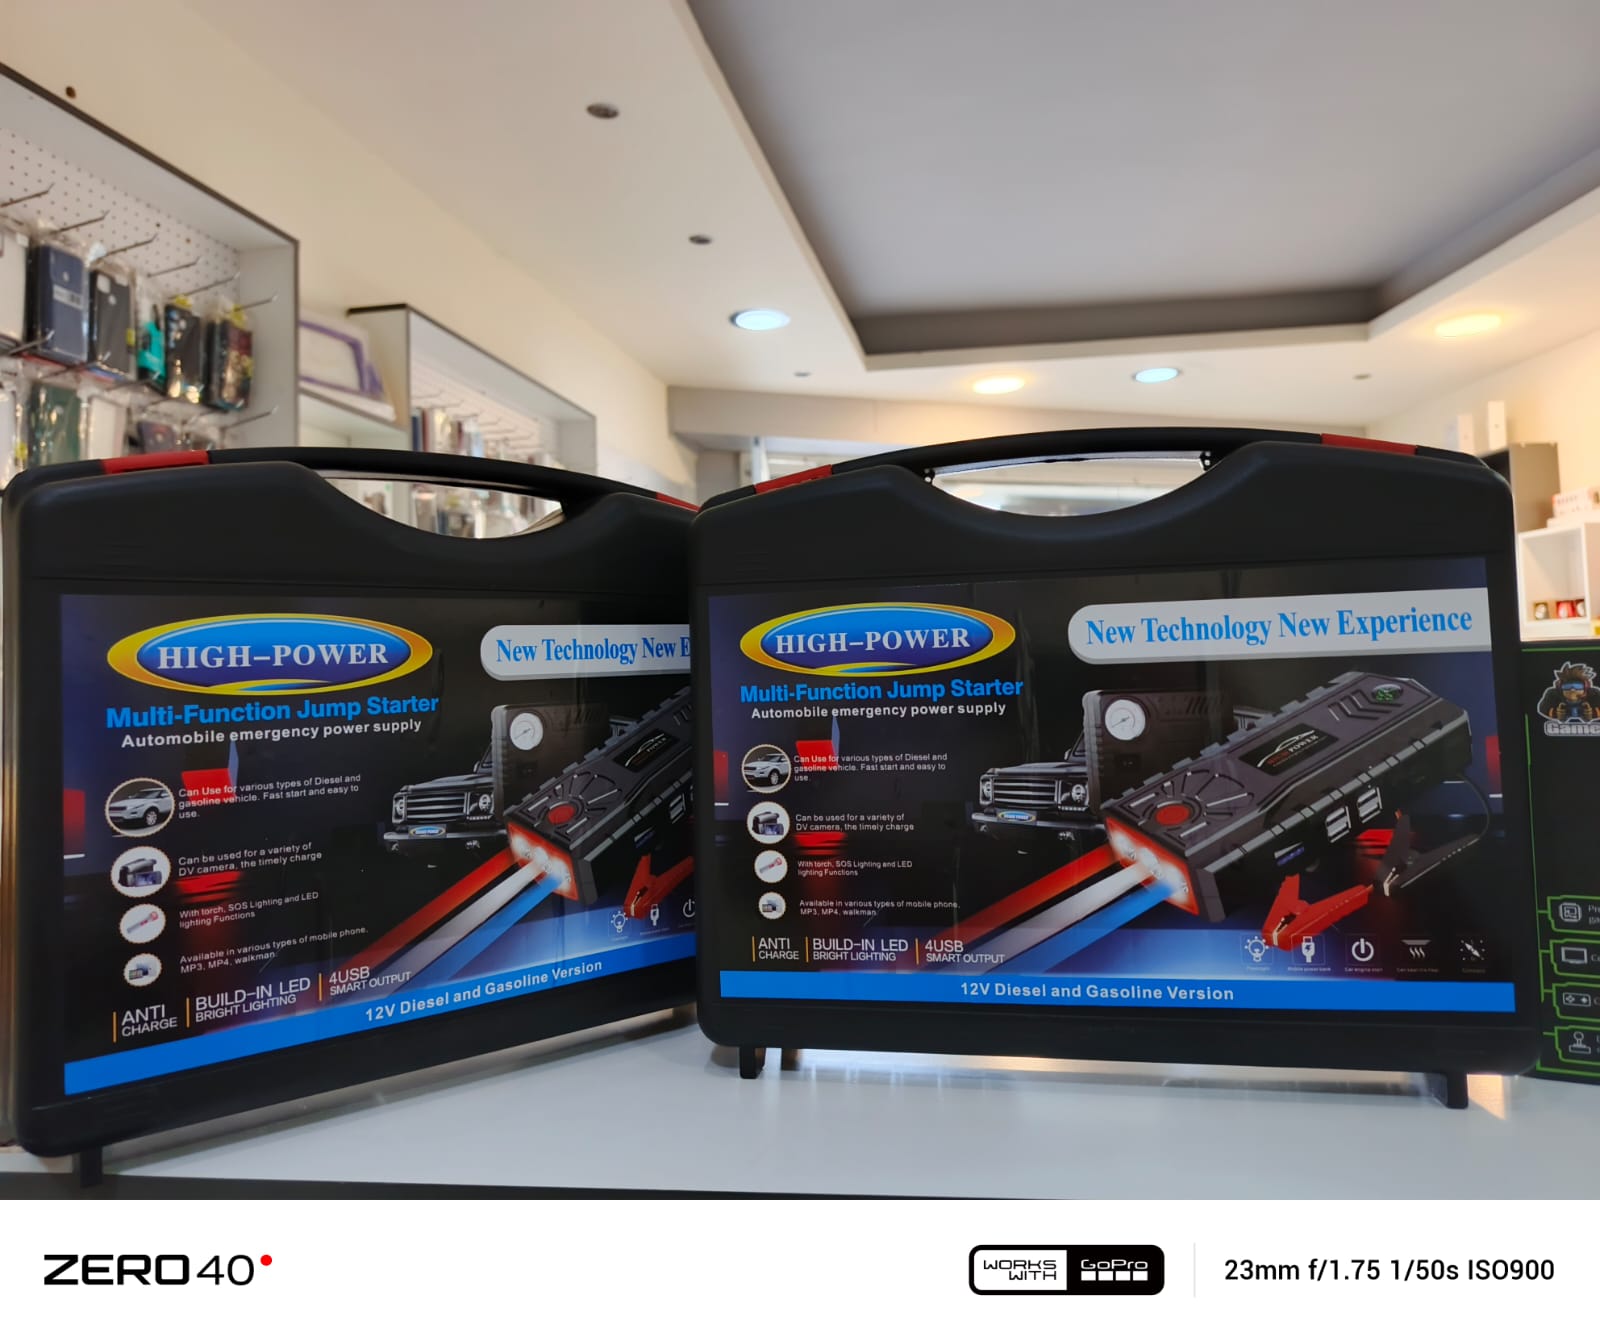 HIGH-POWER
Multi-Function Jump Starter
Automobile emergency power supply
New Technology New E
Can Use for various types of Diesel and
gasoline vehicle. Fast start and easy to
use.
Can be used for a variety of
DV camera, the timely charge
With torch, SOS Lighting and LED
lighting Functions
Available in various types of mobile phone,
MP3, MP4, walkman.
ANTI
CHARGE
BUILD-IN LED
BRIGHT LIGHTING
4USB
SMART OUTPUT
12V Diesel and Gasoline Version
HIGH-POWER
Multi-Function Jump Starter
Automobile emergency power supply
New Technology New Experience
Can Use for various types of Diesel and
gasoline vehicle. Fast start and easy to
use.
Can be used for a variety of
DV camera, the timely charge
With torch, SOS Lighting and LED
lighting Functions
Available in various types of mobile phone,
MP3, MP4, walkman.
ANTI
CHARGE
BUILD-IN LED
BRIGHT LIGHTING
4USB
SMART OUTPUT
12V Diesel and Gasoline Version
Game
ZERO 40
WORKS
WITH
GoPro
23mm f/1.75 1/50s ISO900